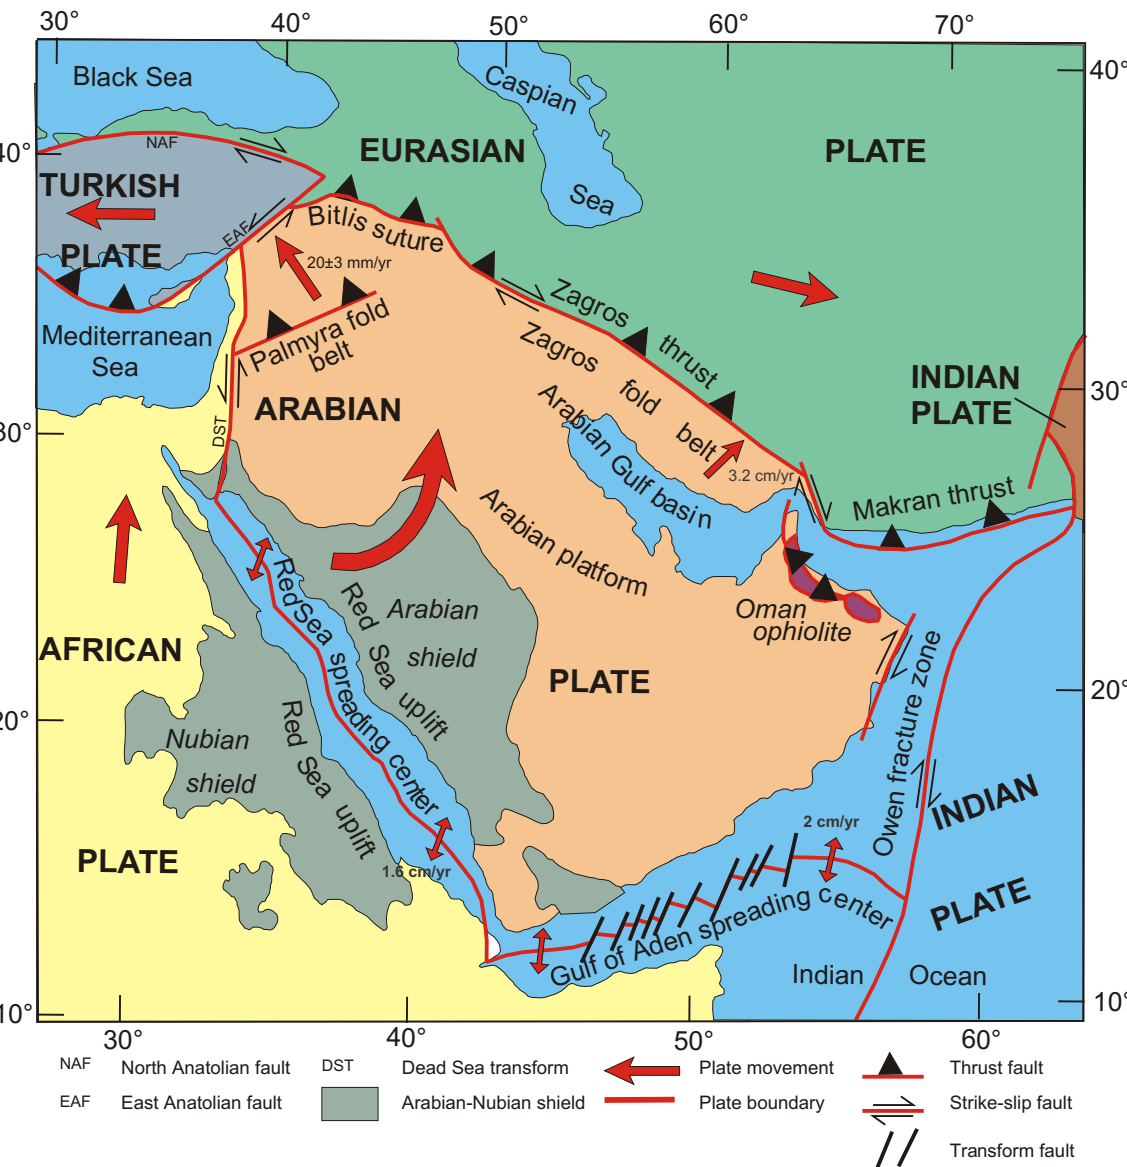 30° 40° 50° 60° 70°
Black Sea
Caspian
Sea
40°
40°
NAF
EURASIAN PLATE
TURKISH
PLATE
EAF
Bitlis suture
20±3 mm/yr
Zagros thrust
Zagros fold belt
Mediterranean
Sea
Palmyra fold
belt
INDIAN
PLATE
30°
30°
ARABIAN
DST
Arabian Gulf basin
3.2 cm/yr
Makran thrust
Arabian platform
Red Sea spreading center
Red Sea uplift
Arabian
shield
Oman
ophiolite
AFRICAN
PLATE
20°
20°
Owen fracture zone
Nubian
shield
Red Sea uplift
INDIAN
PLATE
2 cm/yr
PLATE
1.6 cm/yr
Gulf of Aden spreading center
Indian Ocean
10°
10°
30° 40° 50° 60°
NAF North Anatolian fault
EAF East Anatolian fault
DST Dead Sea transform
Arabian-Nubian shield
Plate movement
Plate boundary
Thrust fault
Strike-slip fault
Transform fault